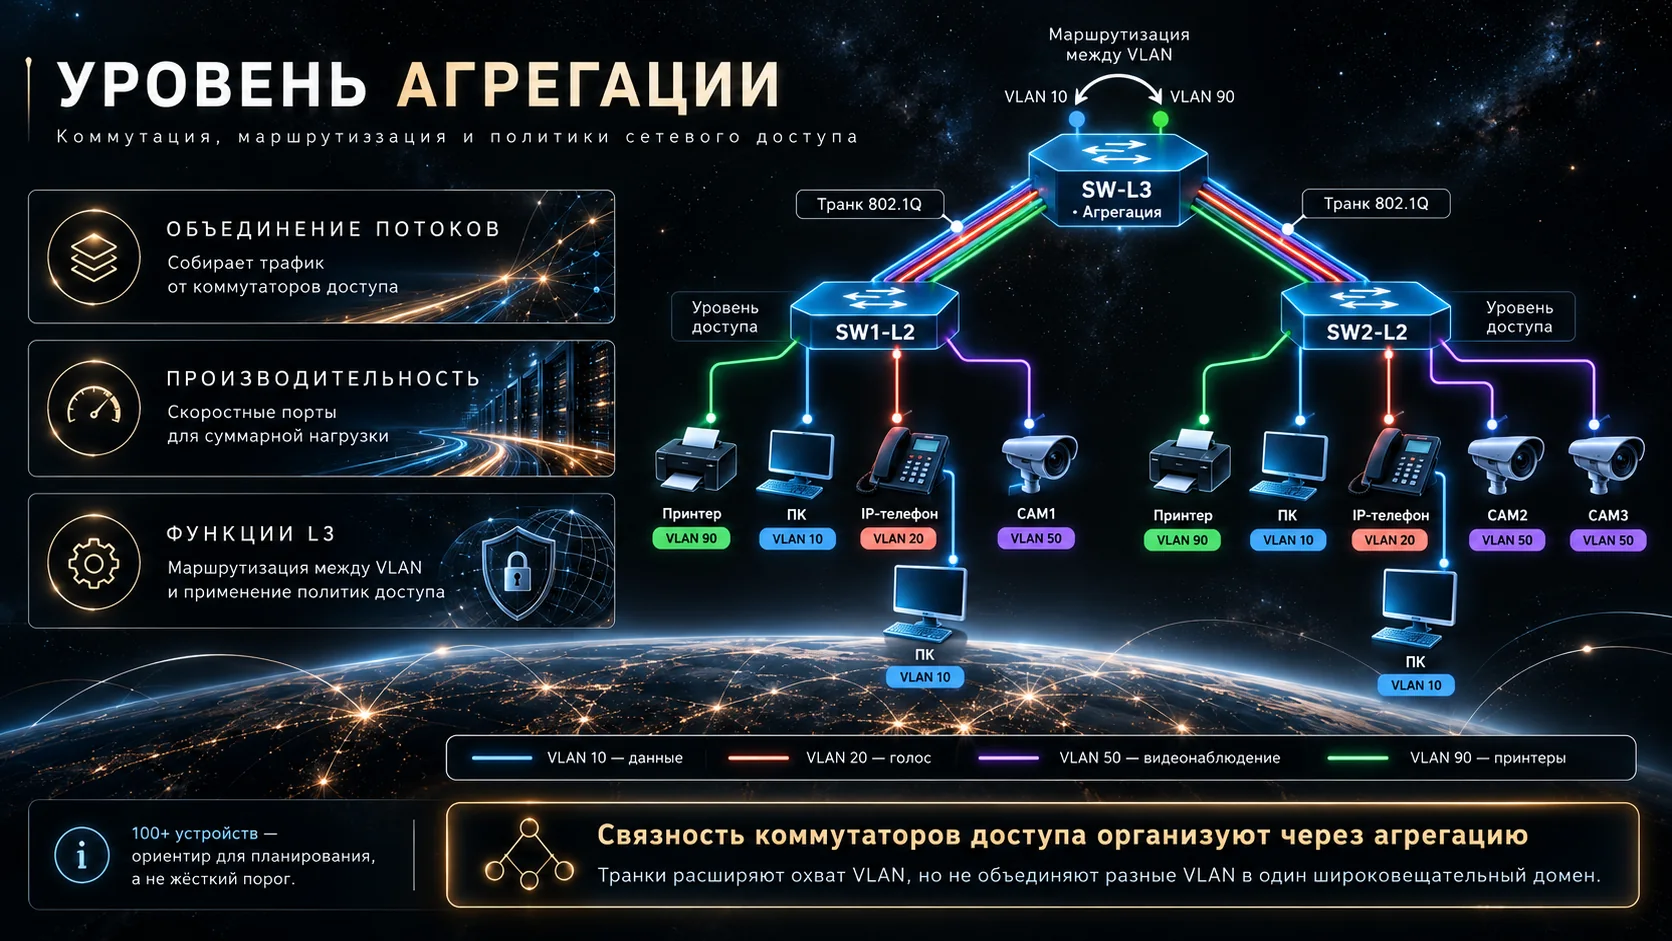 УРОВЕНЬ АГРЕГАЦИИ
Коммутация, маршрутиззация и политики сетевого доступа
ОБЪЕДИНЕНИЕ ПОТОКОВ
Собирает трафик
от коммутаторов доступа
ПРОИЗВОДИТЕЛЬНОСТЬ
Скоростные порты
для суммарной нагрузки
ФУНКЦИИ L3
Маршрутизация между VLAN
и применение политик доступа
Маршрутизация
между VLAN
VLAN 10
VLAN 90
SW-L3
• Агрегация
Транк 802.1Q
Транк 802.1Q
Уровень
доступа
SW1-L2
SW2-L2
Уровень
доступа
Принтер
VLAN 90
ПК
VLAN 10
IP-телефон
VLAN 20
CAM1
VLAN 50
ПК
VLAN 10
Принтер
VLAN 90
ПК
VLAN 10
IP-телефон
VLAN 20
CAM2
VLAN 50
CAM3
VLAN 50
ПК
VLAN 10
VLAN 10 — данные
VLAN 20 — голос
VLAN 50 — видеонаблюдение
VLAN 90 — принтеры
i
100+ устройств —
ориентир для планирования,
а не жёсткий порог.
Связность коммутаторов доступа организуют через агрегацию
Транки расширяют охват VLAN, но не объединяют разные VLAN в один широковещательный домен.